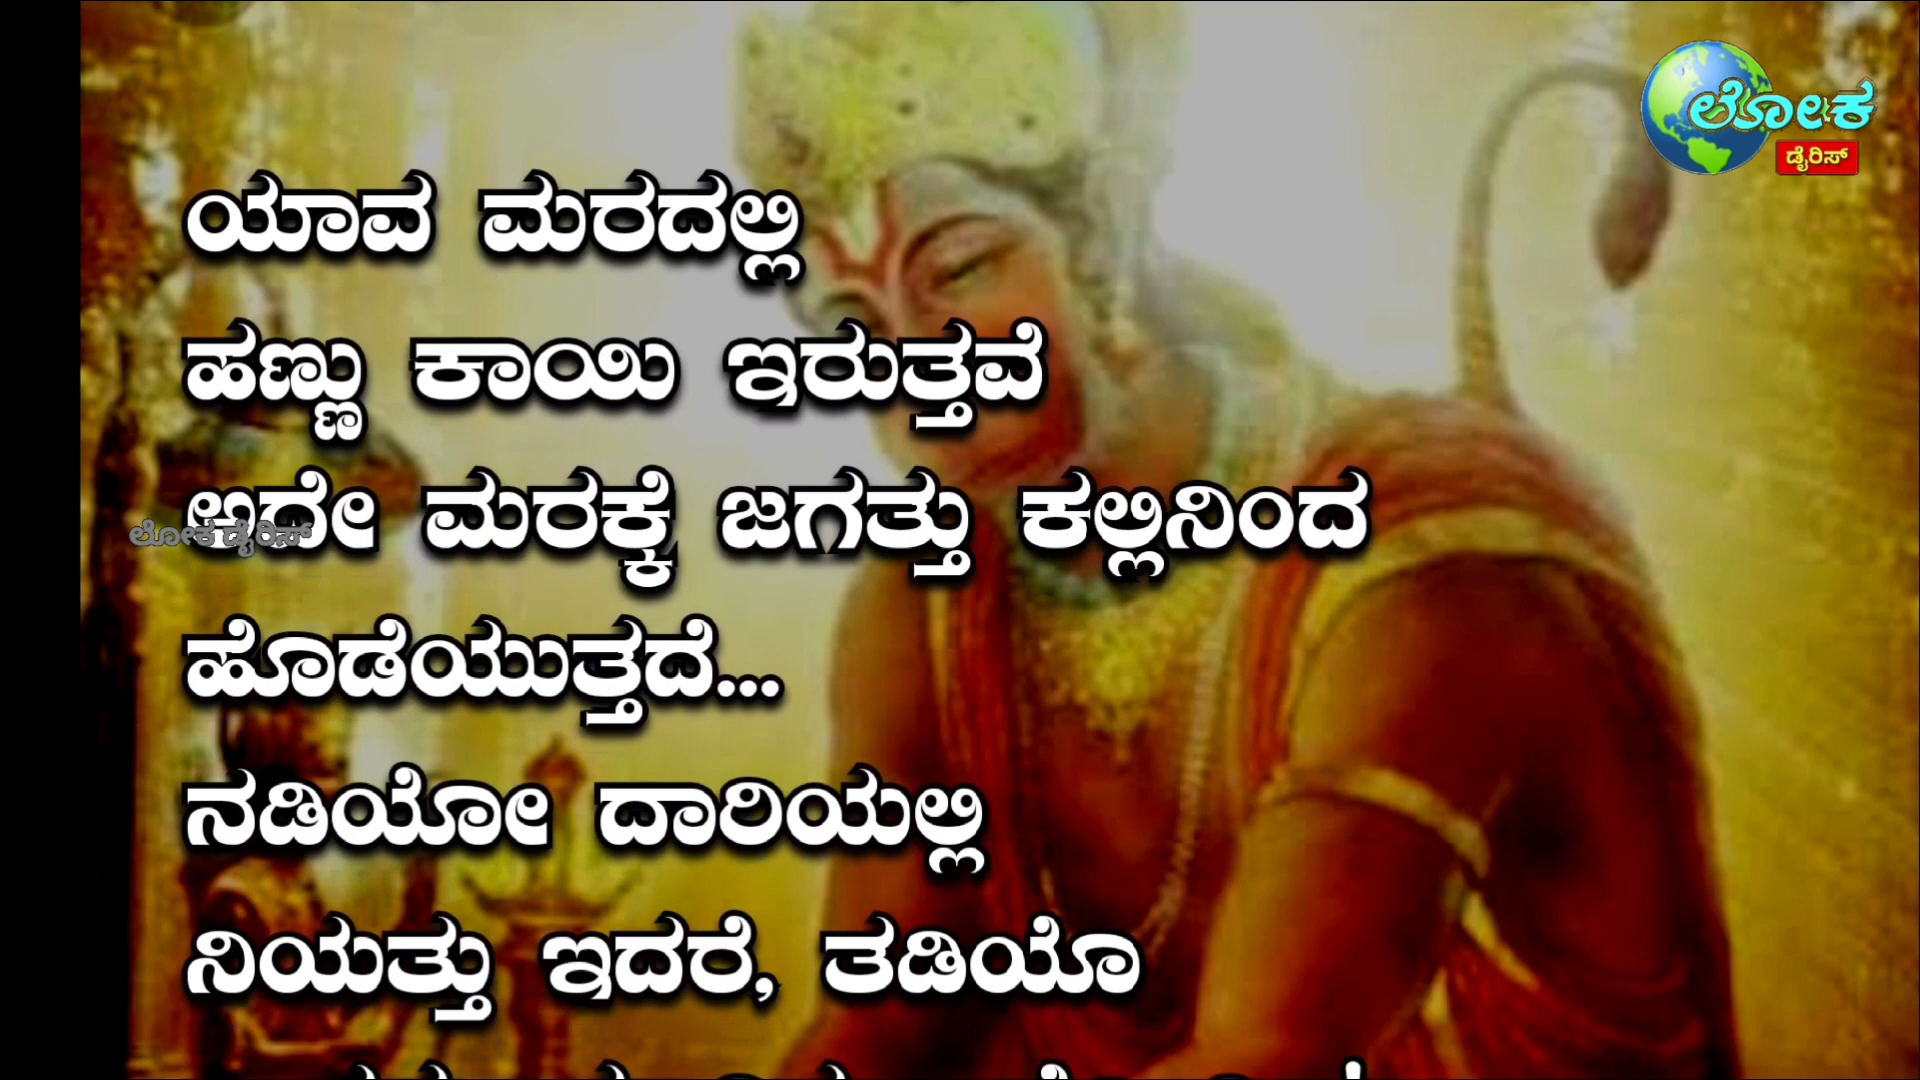 ಲೋಕ
ಡೈರಿಸ್
ಯಾವ ಮರದಲ್ಲಿ
ಹಣ್ಣು ಕಾಯಿ ಇರುತ್ತವೆ
ಅದೇ ಮರಕ್ಕೆ ಜಗತ್ತು ಕಲ್ಲಿನಿಂದ
ಲೋಕ ಡೈರಿಸ್
ಹೊಡೆಯುತ್ತದೆ...
ನಡಿಯೋ ದಾರಿಯಲ್ಲಿ
ನಿಯತ್ತು ಇದರೆ, ತಡಿಯೊ